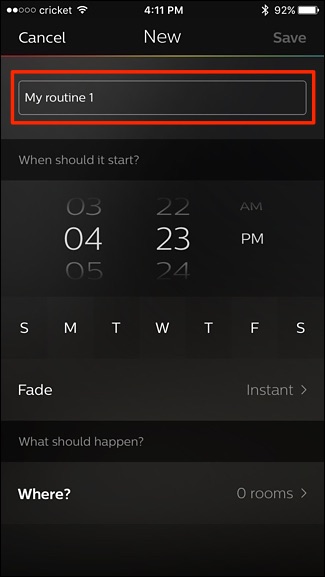 cricket 4:11 PM 92%
Cancel New Save
My routine 1
When should it start?
03 22 AM
04 23 PM
05 24
S M T W T F S
Fade Instant >
What should happen?
Where? 0 rooms >